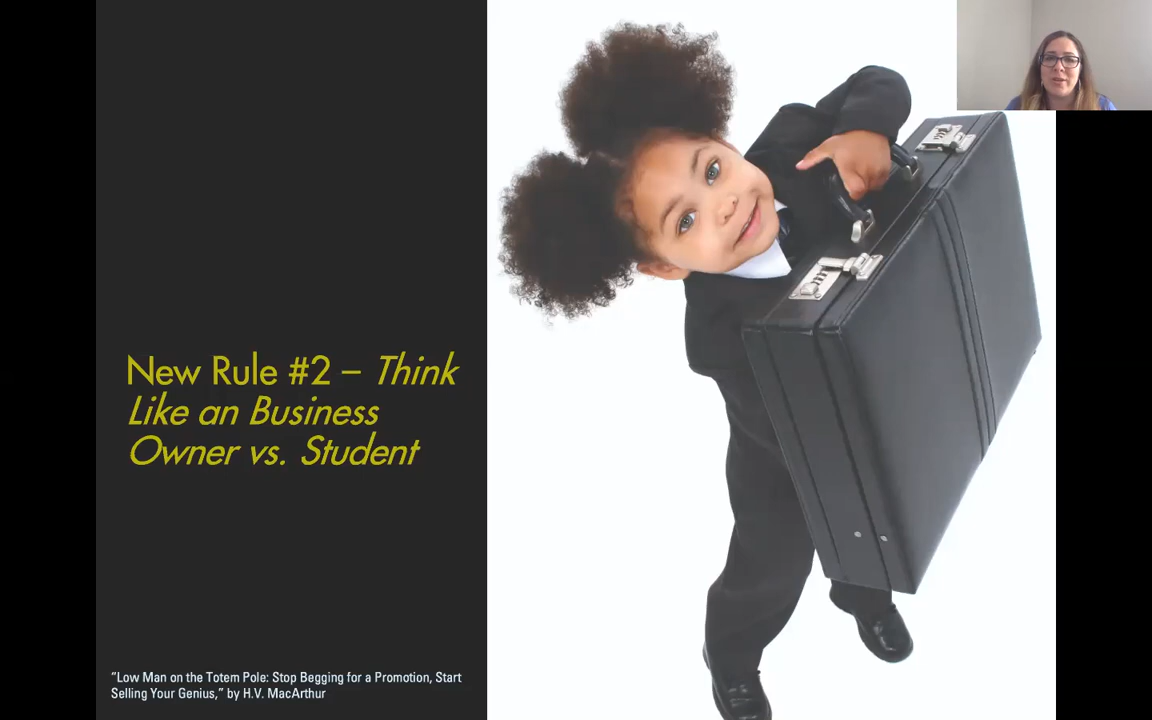 New Rule #2 – Think
Like an Business
Owner vs. Student
"Low Man on the Totem Pole: Stop Begging for a Promotion, Start
Selling Your Genius," by H.V. MacArthur